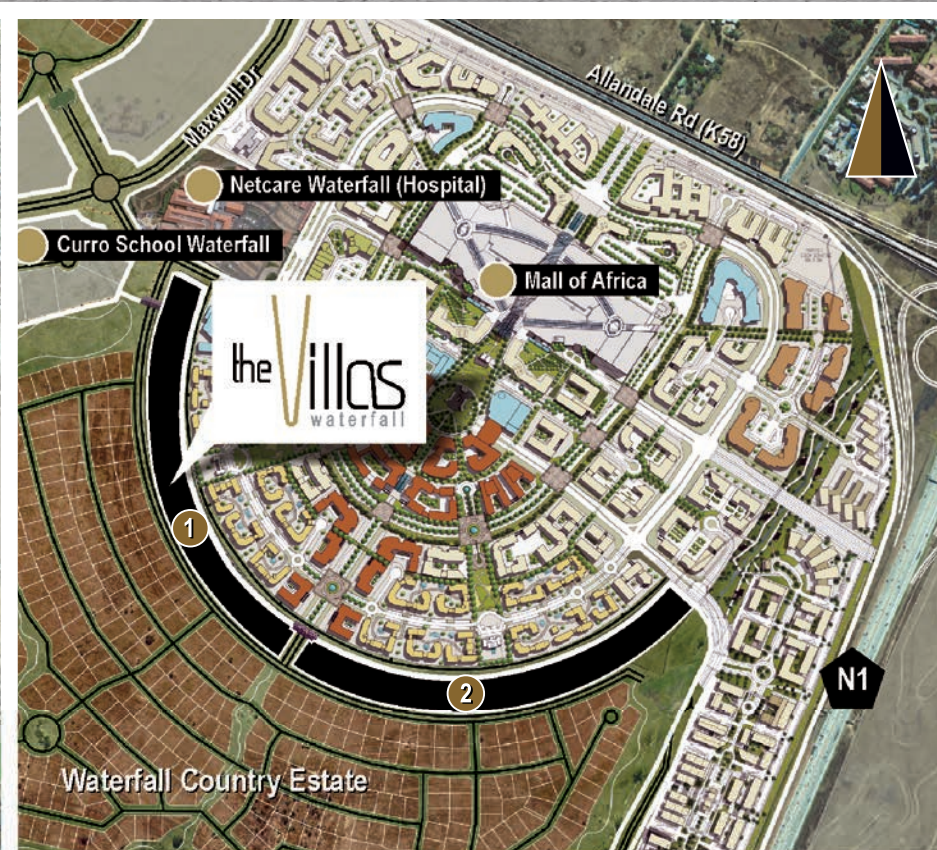 Allandale Rd (K58)
Maxwell Dr
Netcare Waterfall (Hospital)
Curro School Waterfall
Mall of Africa
the Villas
waterfall
1
2
N1
Waterfall Country Estate